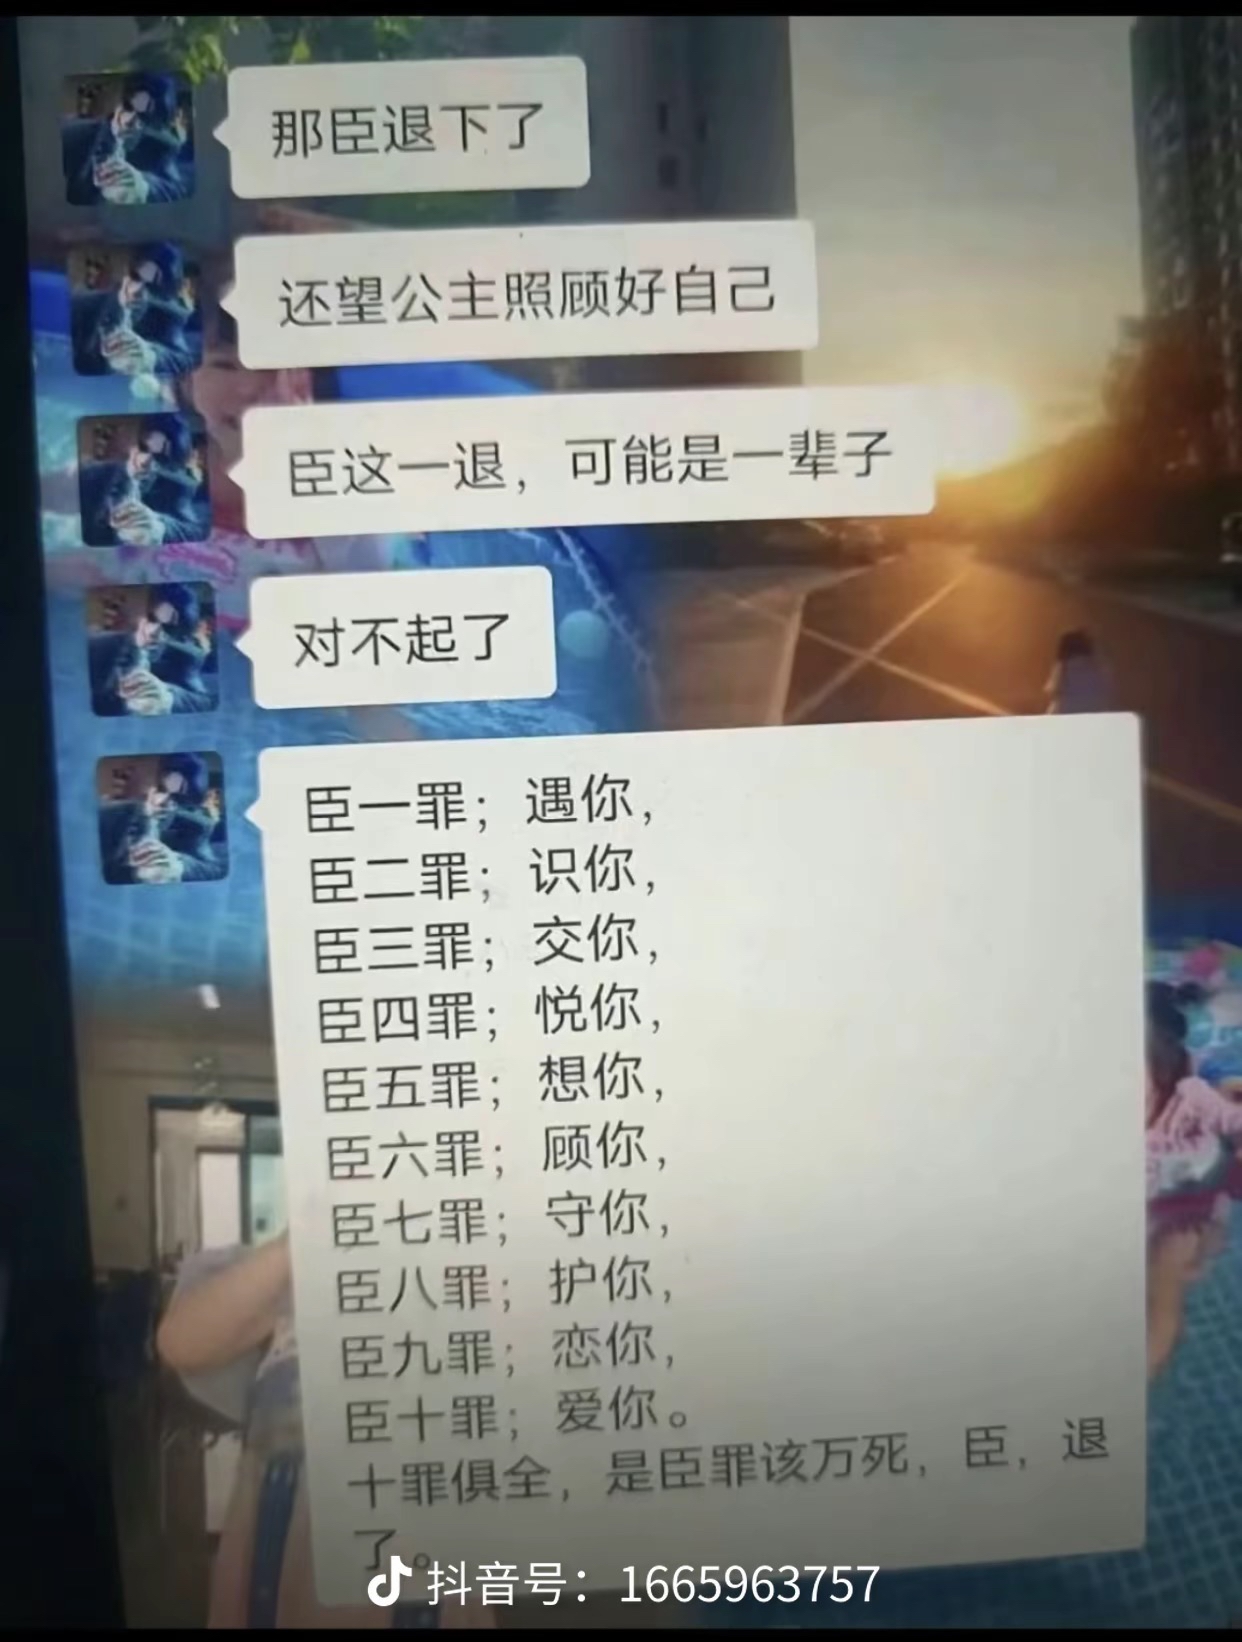 那臣退下了
还望公主照顾好自己
臣这一退，可能是一辈子
对不起了
臣一罪；遇你，
臣二罪；识你，
臣三罪；交你，
臣四罪；悦你，
臣五罪；想你，
臣六罪；顾你，
臣七罪；守你，
臣八罪；护你，
臣九罪；恋你，
臣十罪；爱你。
十罪俱全，是臣罪该万死，臣，退
了。
抖音号：1665963757